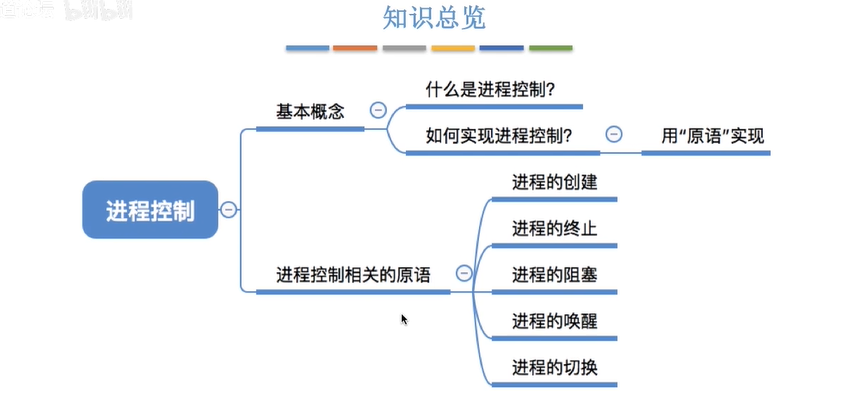 知识总览
什么是进程控制?
基本概念
如何实现进程控制?
用“原语”实现
进程控制
进程控制相关的原语
进程的创建
进程的终止
进程的阻塞
进程的唤醒
进程的切换